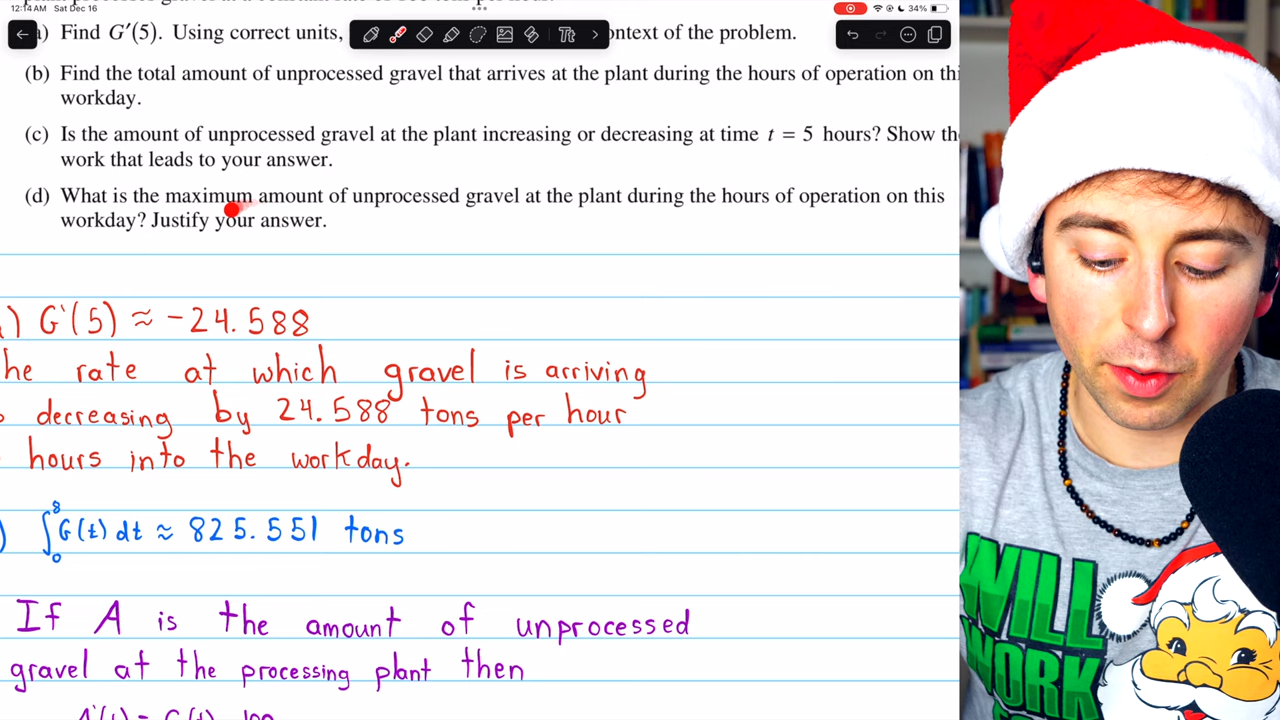 12:14 AM Sat Dec 16
34%
) Find G′(5). Using correct units,
ontext of the problem.
(b) Find the total amount of unprocessed gravel that arrives at the plant during the hours of operation on thi
workday.
(c) Is the amount of unprocessed gravel at the plant increasing or decreasing at time t = 5 hours? Show th
work that leads to your answer.
(d) What is the maximum amount of unprocessed gravel at the plant during the hours of operation on this
workday? Justify your answer.
) G'(5) ≈ -24.588
he rate at which gravel is arriving
decreasing by 24.588 tons per hour
hours into the workday.
) ∫₀⁸ G(t) dt ≈ 825.551 tons
If A is the amount of unprocessed
gravel at the processing plant then
A'(t) = G(t) - 100
WILL
WORK